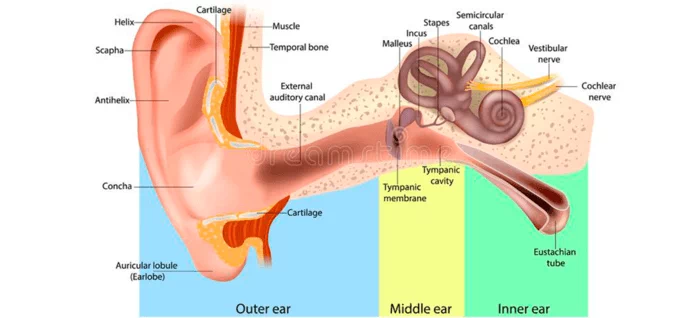 Cartilage
Helix
Muscle
Scapha
Temporal bone
Antihelix
External
auditory canal
Malleus
Incus
Stapes
Semicircular
canals
Cochlea
Vestibular
nerve
Cochlear
nerve
Concha
Cartilage
Tympanic
membrane
Tympanic
cavity
Auricular lobule
(Earlobe)
Eustachian
tube
Outer ear
Middle ear
Inner ear